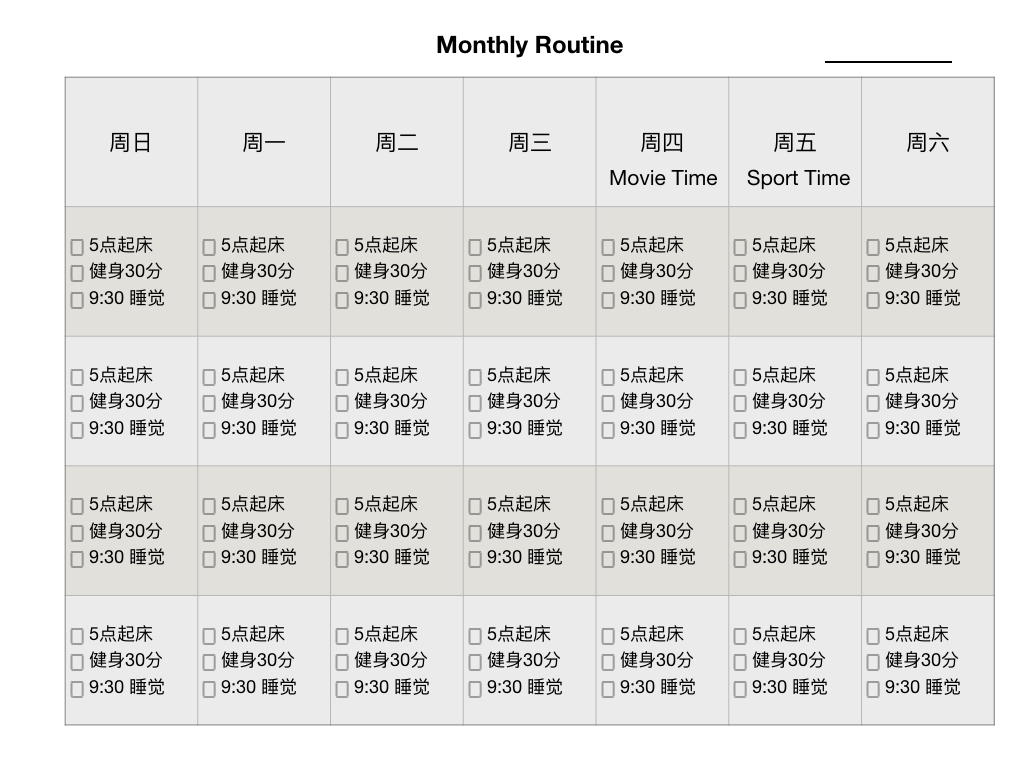 Monthly Routine
周日 周一 周二 周三 周四 周五 周六
Movie Time Sport Time
5点起床 5点起床 5点起床 5点起床 5点起床 5点起床 5点起床
健身30分 健身30分 健身30分 健身30分 健身30分 健身30分 健身30分
9:30 睡觉 9:30 睡觉 9:30 睡觉 9:30 睡觉 9:30 睡觉 9:30 睡觉 9:30 睡觉
5点起床 5点起床 5点起床 5点起床 5点起床 5点起床 5点起床
健身30分 健身30分 健身30分 健身30分 健身30分 健身30分 健身30分
9:30 睡觉 9:30 睡觉 9:30 睡觉 9:30 睡觉 9:30 睡觉 9:30 睡觉 9:30 睡觉
5点起床 5点起床 5点起床 5点起床 5点起床 5点起床 5点起床
健身30分 健身30分 健身30分 健身30分 健身30分 健身30分 健身30分
9:30 睡觉 9:30 睡觉 9:30 睡觉 9:30 睡觉 9:30 睡觉 9:30 睡觉 9:30 睡觉
5点起床 5点起床 5点起床 5点起床 5点起床 5点起床 5点起床
健身30分 健身30分 健身30分 健身30分 健身30分 健身30分 健身30分
9:30 睡觉 9:30 睡觉 9:30 睡觉 9:30 睡觉 9:30 睡觉 9:30 睡觉 9:30 睡觉